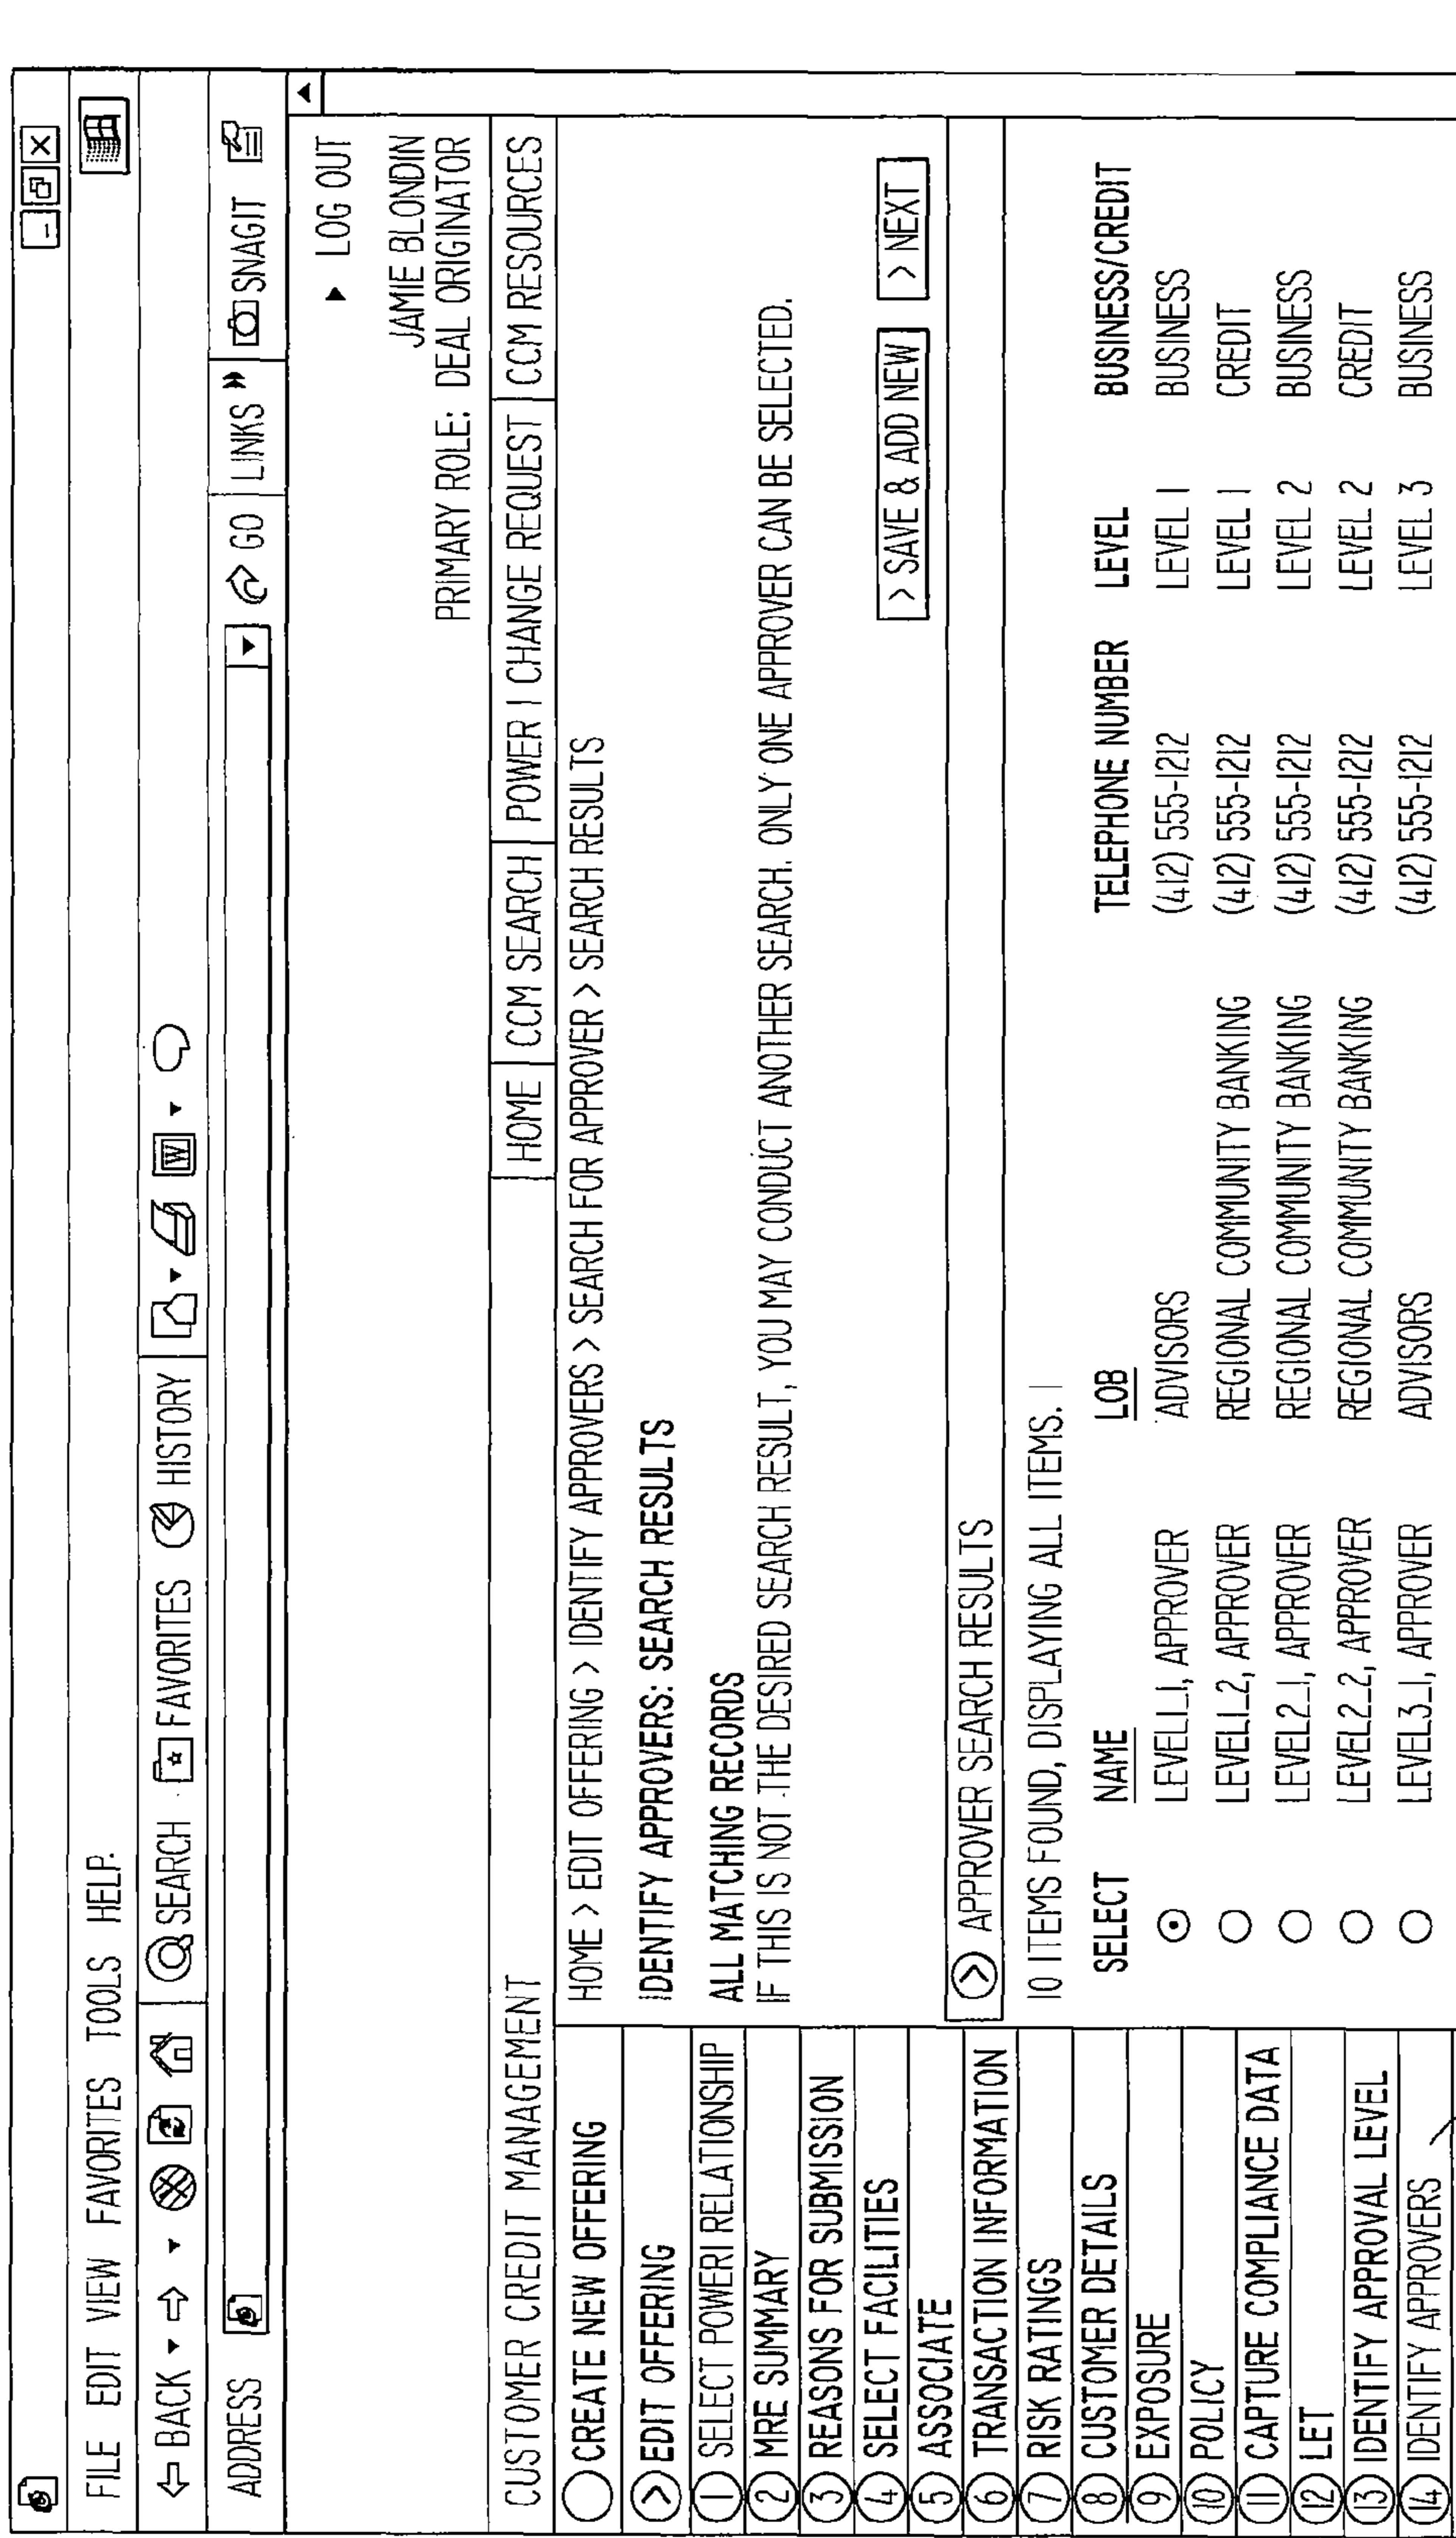 FILE EDIT VIEW FAVORITES TOOLS HELP.
BACK SEARCH FAVORITES HISTORY W
ADDRESS GO LINKS » SNAGIT
LOG OUT
JAMIE BLONDIN
PRIMARY ROLE: DEAL ORIGINATOR
CUSTOMER CREDIT MANAGEMENT
HOME CCM SEARCH POWER I CHANGE REQUEST CCM RESOURCES
CREATE NEW OFFERING
> EDIT OFFERING
1 SELECT POWERI RELATIONSHIP
2 MRE SUMMARY
3 REASONS FOR SUBMISSION
4 SELECT FACILITIES
5 ASSOCIATE
6 TRANSACTION INFORMATION
7 RISK RATINGS
8 CUSTOMER DETAILS
9 EXPOSURE
10 POLICY
11 CAPTURE COMPLIANCE DATA
12 LET
13 IDENTIFY APPROVAL LEVEL
14 IDENTIFY APPROVERS
HOME > EDIT OFFERING > IDENTIFY APPROVERS > SEARCH FOR APPROVER > SEARCH RESULTS
IDENTIFY APPROVERS: SEARCH RESULTS
ALL MATCHING RECORDS
IF THIS IS NOT THE DESIRED SEARCH RESULT, YOU MAY CONDUCT ANOTHER SEARCH. ONLY ONE APPROVER CAN BE SELECTED.
> SAVE & ADD NEW > NEXT
> APPROVER SEARCH RESULTS
10 ITEMS FOUND, DISPLAYING ALL ITEMS. 1
SELECT NAME LOB TELEPHONE NUMBER LEVEL BUSINESS/CREDIT
LEVEL1_1, APPROVER ADVISORS (412) 555-1212 LEVEL 1 BUSINESS
LEVEL1_2, APPROVER REGIONAL COMMUNITY BANKING (412) 555-1212 LEVEL 1 CREDIT
LEVEL2_1, APPROVER REGIONAL COMMUNITY BANKING (412) 555-1212 LEVEL 2 BUSINESS
LEVEL2_2, APPROVER REGIONAL COMMUNITY BANKING (412) 555-1212 LEVEL 2 CREDIT
LEVEL3_1, APPROVER ADVISORS (412) 555-1212 LEVEL 3 BUSINESS